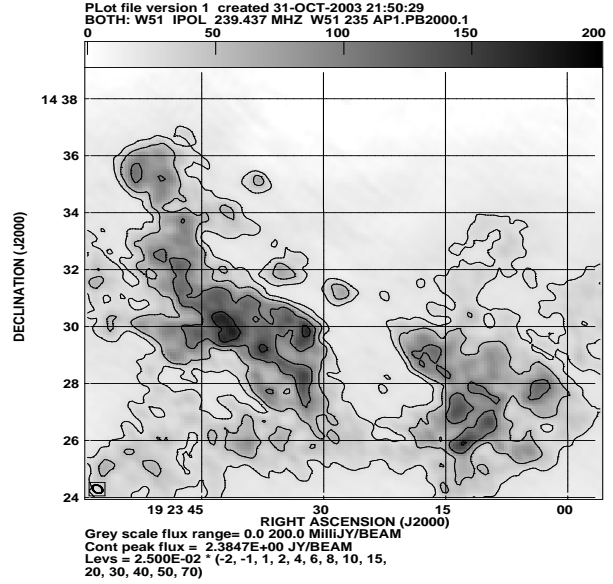 PLot file version 1 created 31-OCT-2003 21:50:29
BOTH: W51 IPOL 239.437 MHZ W51 235 AP1.PB2000.1
0 50 100 150 200
14 38
36
34
32
30
28
26
24
DECLINATION (J2000)
19 23 45 30 15 00
RIGHT ASCENSION (J2000)
Grey scale flux range= 0.0 200.0 MilliJY/BEAM
Cont peak flux = 2.3847E+00 JY/BEAM
Levs = 2.500E-02 * (-2, -1, 1, 2, 4, 6, 8, 10, 15,
20, 30, 40, 50, 70)